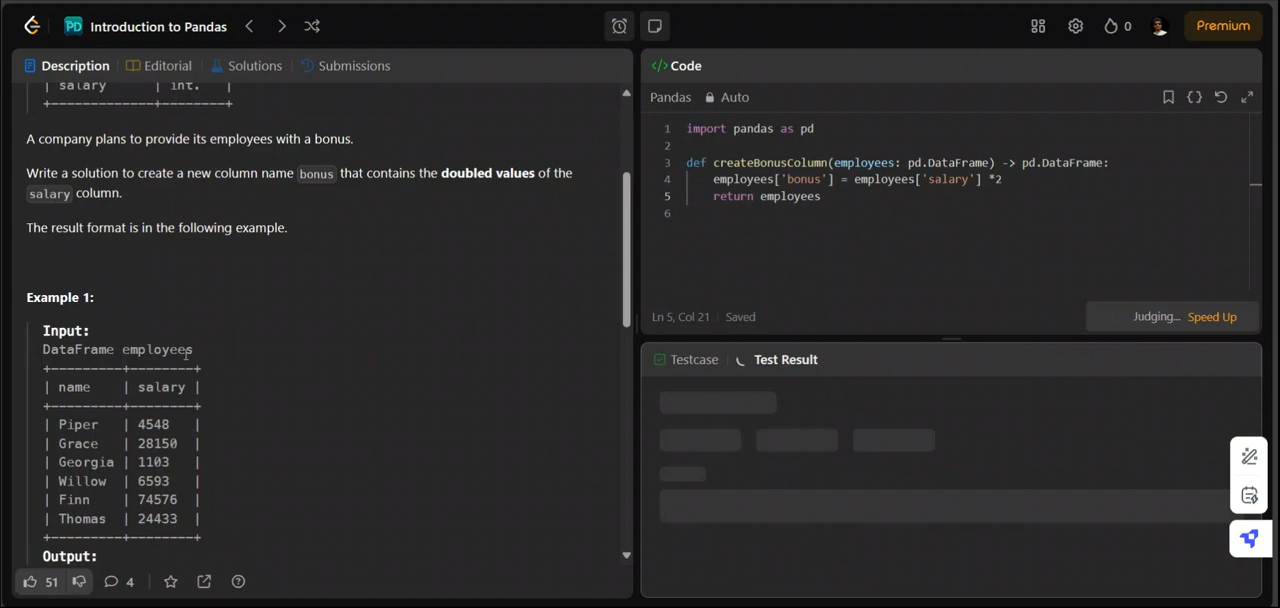 PD Introduction to Pandas
0
Premium
Description
Editorial
Solutions
Submissions
| salary      | int.   |
+-------------+--------+
A company plans to provide its employees with a bonus.
Write a solution to create a new column name bonus that contains the doubled values of the
salary column.
The result format is in the following example.
Example 1:
Input:
DataFrame employees
+---------+--------+
| name    | salary |
+---------+--------+
| Piper   | 4548   |
| Grace   | 28150  |
| Georgia | 1103   |
| Willow  | 6593   |
| Finn    | 74576  |
| Thomas  | 24433  |
+---------+--------+
Output:
51
4
</> Code
Pandas
Auto
1 import pandas as pd
2
3 def createBonusColumn(employees: pd.DataFrame) -> pd.DataFrame:
4     employees['bonus'] = employees['salary'] *2
5     return employees
6
Ln 5, Col 21 | Saved
Judging... Speed Up
Testcase
Test Result